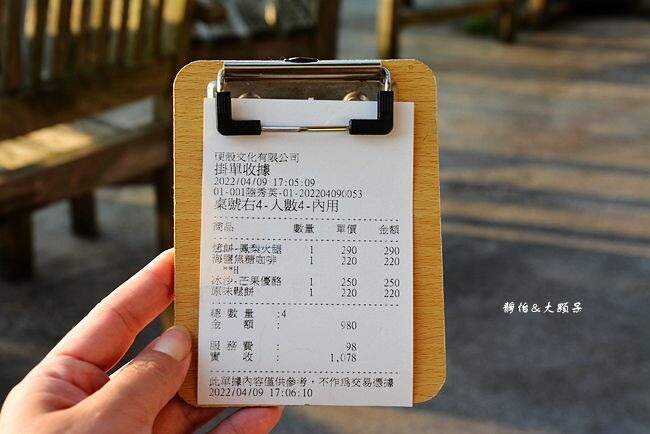 硬殼文化有限公司
掛單收據
2022/04/09 17:05:09
01-001陸秀英-01-202204090053
桌號右4-人數4-內用
商品 數量 單價 金額
烤餅-鳳梨火腿 1 290 290
海鹽焦糖咖啡 1 220 220
**H
冰沙-芒果優酪 1 250 250
原味鬆餅 1 220 220
總數量 :4
金額 : 980
服務費 : 98
實收 : 1,078
此單據內容僅供參考，不作為交易憑據
2022/04/09 17:06:10
靜怡&大顆呆